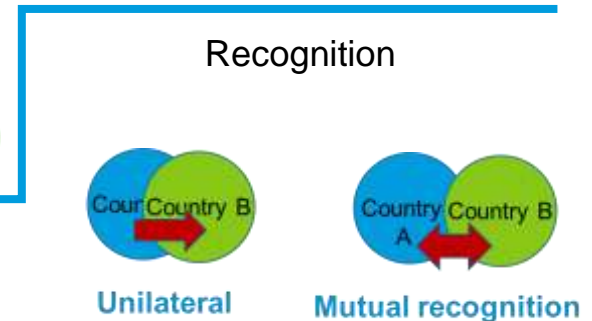 Recognition
Cour
Country B
Country
A
Country B
Unilateral
Mutual recognition